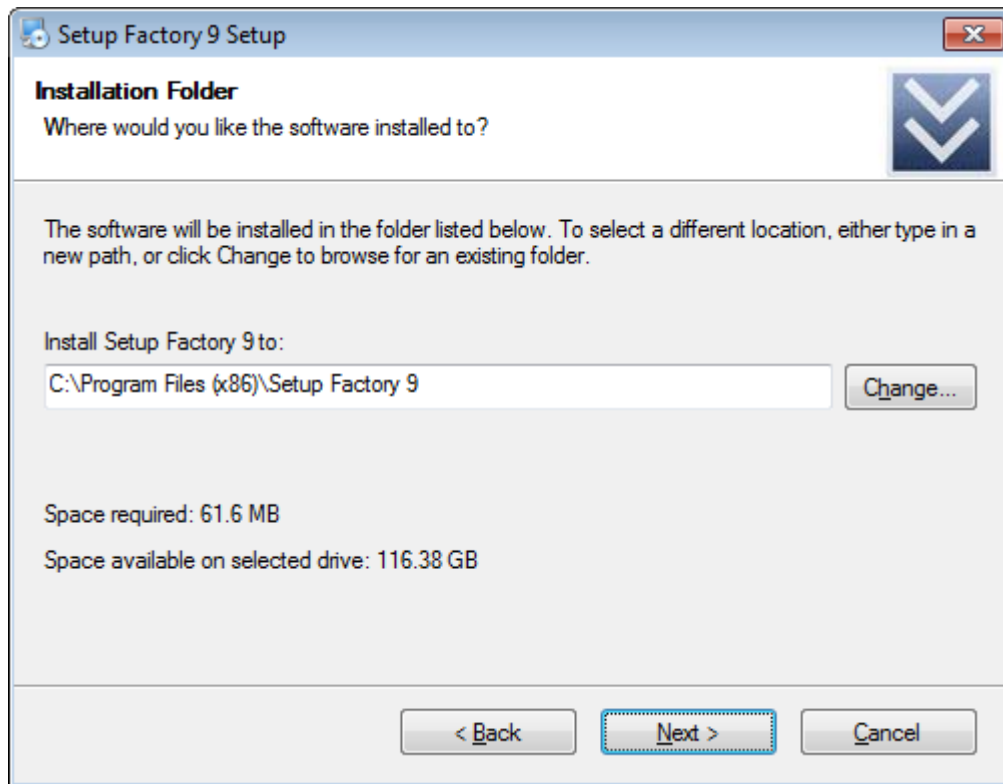 Setup Factory 9 Setup
Installation Folder
Where would you like the software installed to?
The software will be installed in the folder listed below. To select a different location, either type in a
new path, or click Change to browse for an existing folder.
Install Setup Factory 9 to:
C:\Program Files (x86)\Setup Factory 9
Change...
Space required: 61.6 MB
Space available on selected drive: 116.38 GB
< Back
Next >
Cancel